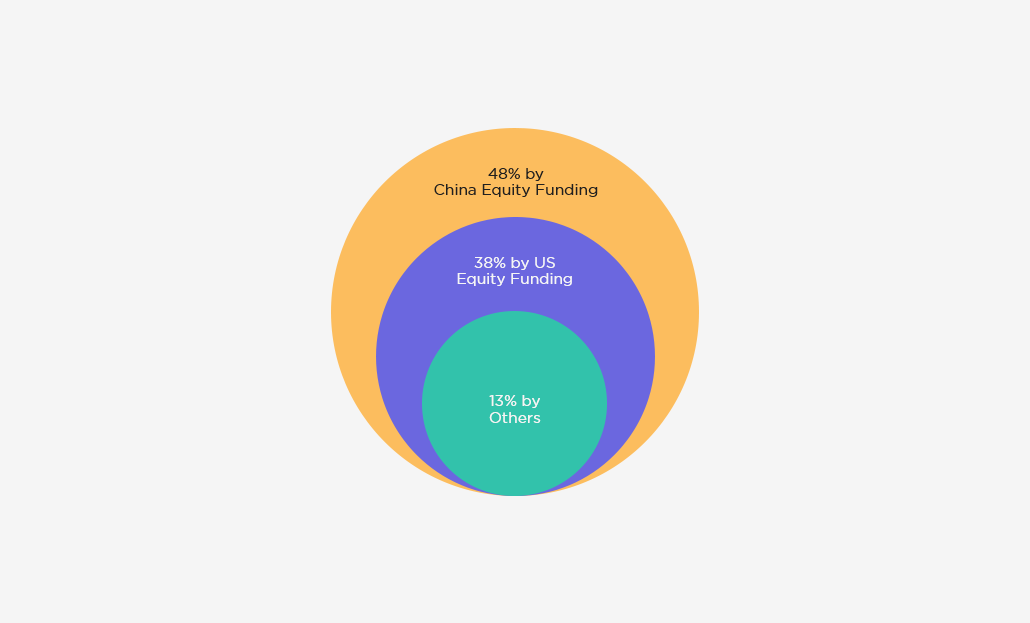 48% by
China Equity Funding
38% by US
Equity Funding
13% by
Others